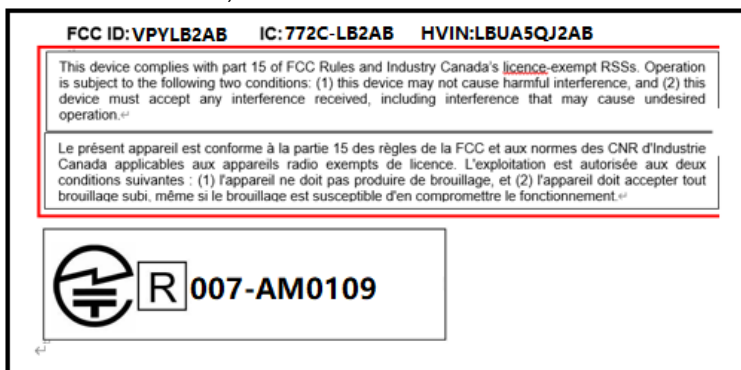 FCC ID: VPYLB2AB IC: 772C-LB2AB HVIN:LBUA5QJ2AB
This device complies with part 15 of FCC Rules and Industry Canada's licence-exempt RSSs. Operation
is subject to the following two conditions: (1) this device may not cause harmful interference, and (2) this
device must accept any interference received, including interference that may cause undesired
operation.
Le présent appareil est conforme à la partie 15 des règles de la FCC et aux normes des CNR d'Industrie
Canada applicables aux appareils radio exempts de licence. L'exploitation est autorisée aux deux
conditions suivantes : (1) l'appareil ne doit pas produire de brouillage, et (2) l'appareil doit accepter tout
brouillage subi, même si le brouillage est susceptible d'en compromettre le fonctionnement.
R 007-AM0109